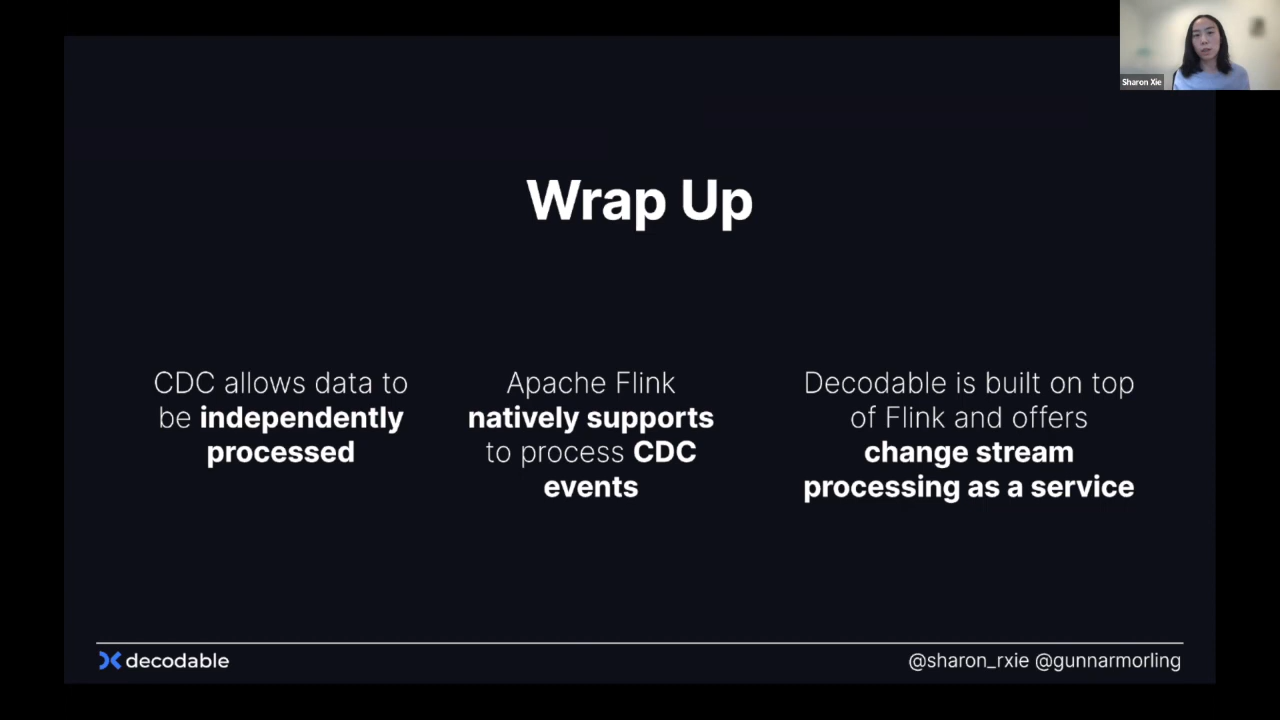 Sharon Xie
Wrap Up
CDC allows data to
be independently
processed
Apache Flink
natively supports
to process CDC
events
Decodable is built on top
of Flink and offers
change stream
processing as a service
decodable
@sharon_rxie @gunnarmorling